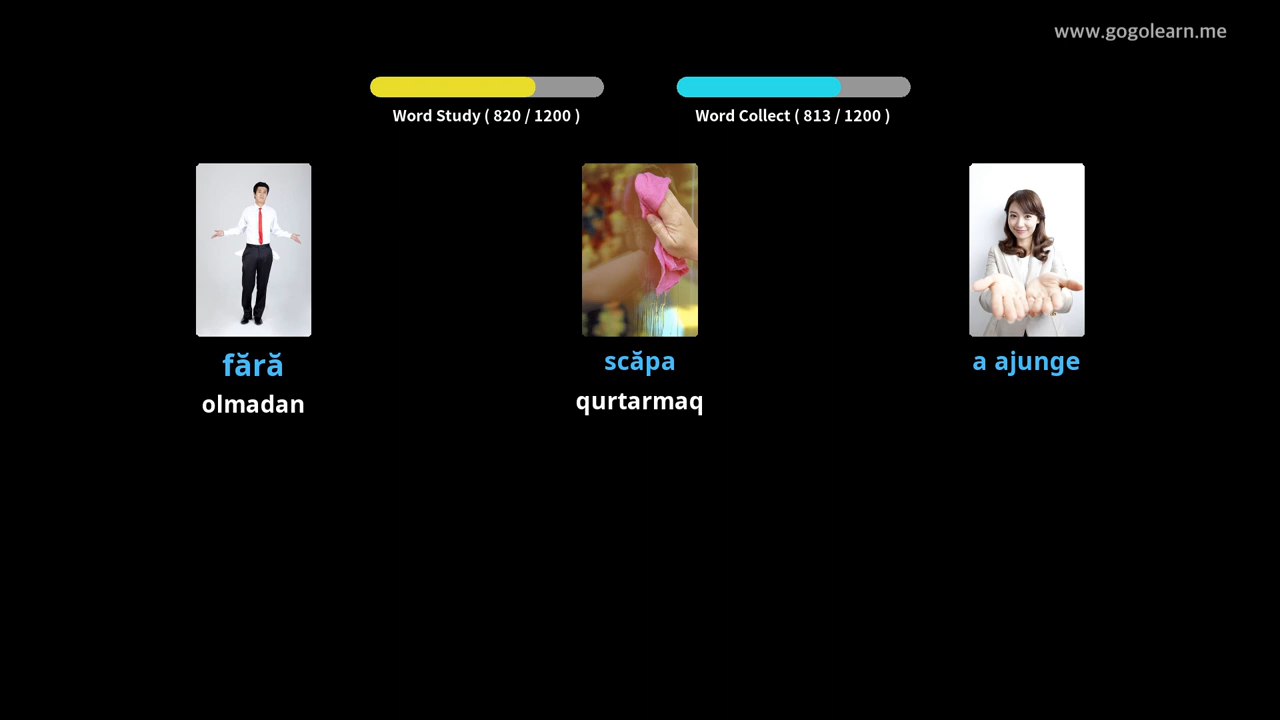 www.gogolearn.me
Word Study ( 820 / 1200 )
Word Collect ( 813 / 1200 )
fără
olmadan
scăpa
qurtarmaq
a ajunge